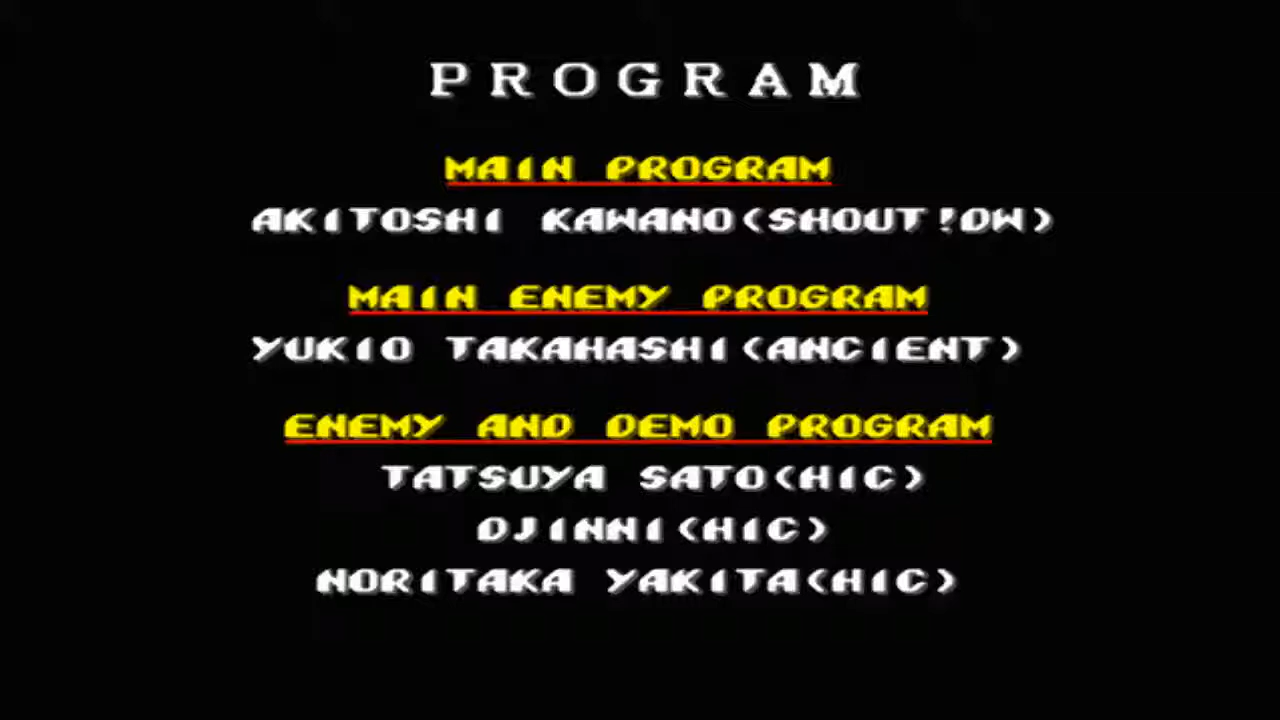 PROGRAM
MAIN PROGRAM
AKITOSHI KAWANO(SHOUT!DW)
MAIN ENEMY PROGRAM
YUKIO TAKAHASHI(ANCIENT)
ENEMY AND DEMO PROGRAM
TATSUYA SATO(HIC)
DJINNI(HIC)
NORITAKA YAKITA(HIC)